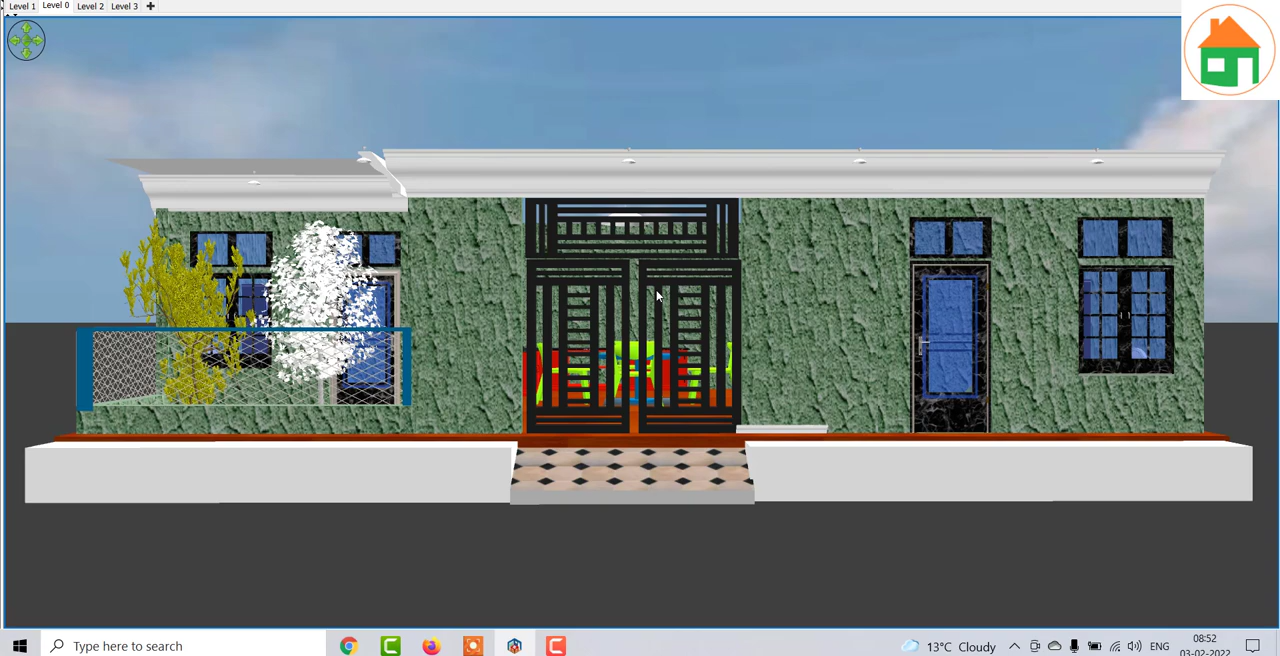 Level 1 Level 0 Level 2 Level 3
Type here to search
13°C Cloudy
ENG
08:52
03-02-2022